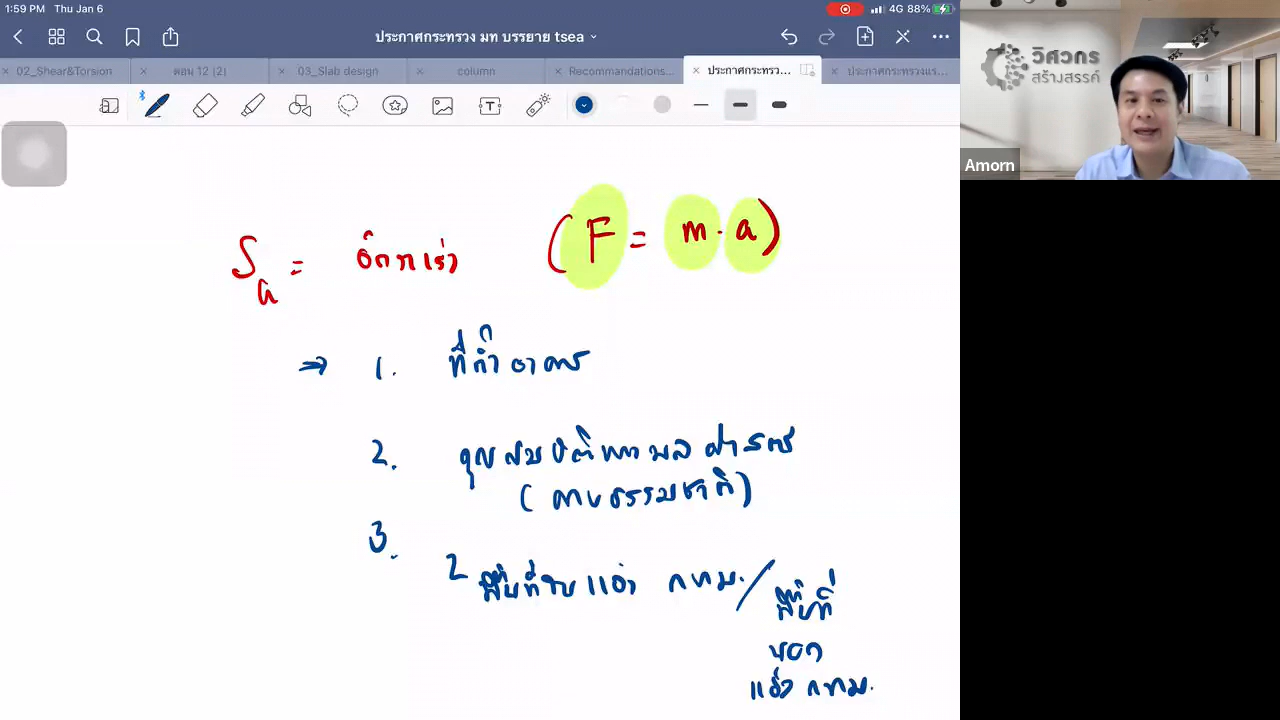 1:59 PM Thu Jan 6
4G 88%
ประกาศกระทรวง มท บรรยาย tsea
02_Shear&Torsion
ตอน 12 (2)
03_Slab design
column
Recommandations...
ประกาศกระทรว...
ประกาศกระทรวงแร...
วิศวกร
สร้างสรรค์
Amorn
Sa = อัตราเร่ง (F = m · a)
→ 1. ที่ตั้งอาคาร
2. คุณสมบัติทางพลศาสตร์
(คาบธรรมชาติ)
3.
2 พื้นที่ในแอ่ง กทม. / พื้นที่
นอก
แอ่ง กทม.